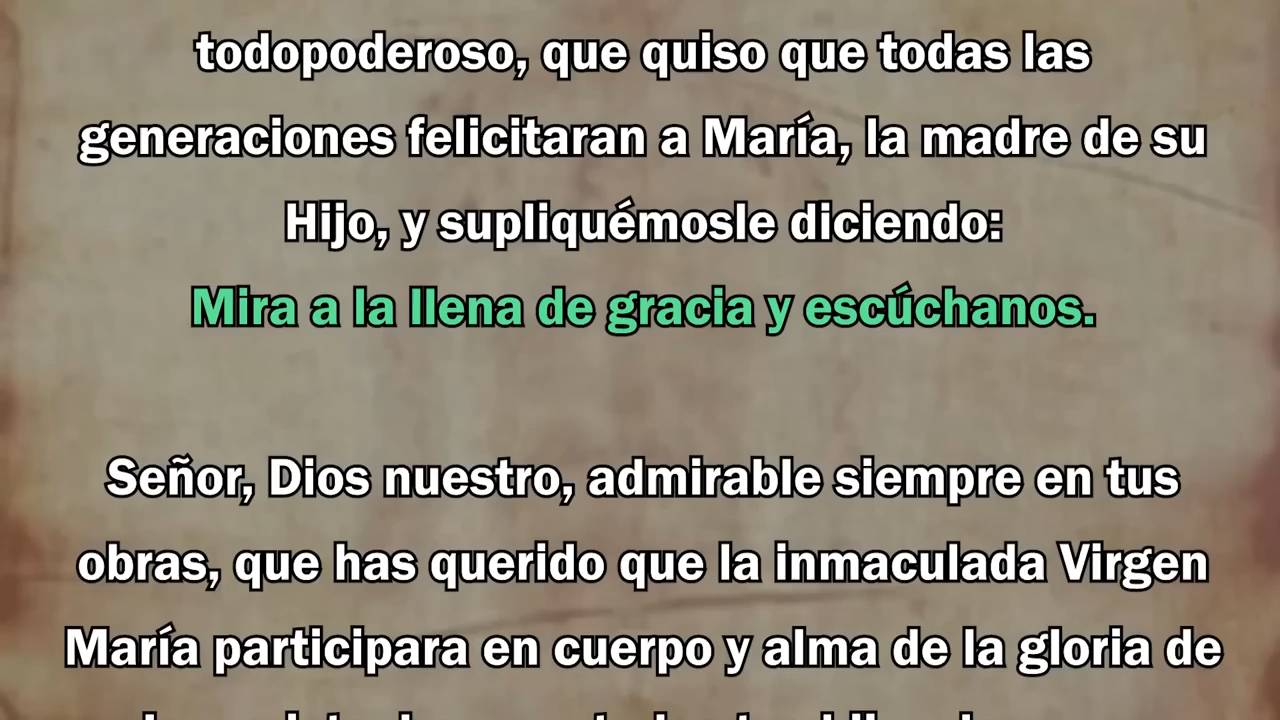 todopoderoso, que quiso que todas las
generaciones felicitaran a María, la madre de su
Hijo, y supliquémosle diciendo:
Mira a la llena de gracia y escúchanos.
Señor, Dios nuestro, admirable siempre en tus
obras, que has querido que la inmaculada Virgen
María participara en cuerpo y alma de la gloria de